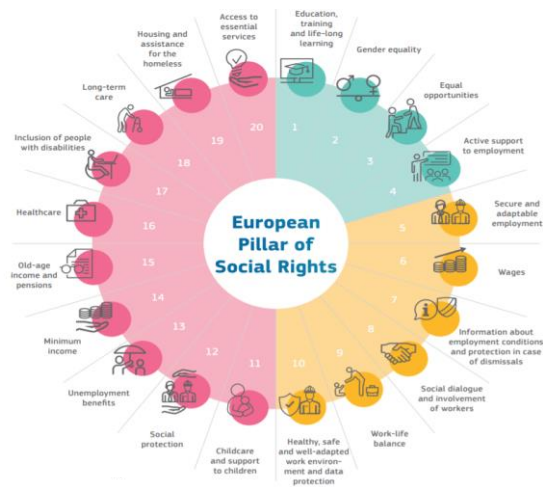 European
Pillar of
Social Rights
1
Education,
training
and life-long
learning
2
Gender equality
3
Equal
opportunities
4
Active support
to employment
5
Secure and
adaptable
employment
6
Wages
7
Information about
employment conditions
and protection in case
of dismissals
8
Social dialogue
and involvement
of workers
9
Work-life
balance
10
Healthy, safe
and well-adapted
work environ-
ment and data
protection
11
Childcare
and support
to children
12
Social
protection
13
Unemployment
benefits
14
Minimum
income
15
Old-age
income and
pensions
16
Healthcare
17
Inclusion of people
with disabilities
18
Long-term
care
19
Housing and
assistance
for the
homeless
20
Access to
essential
services